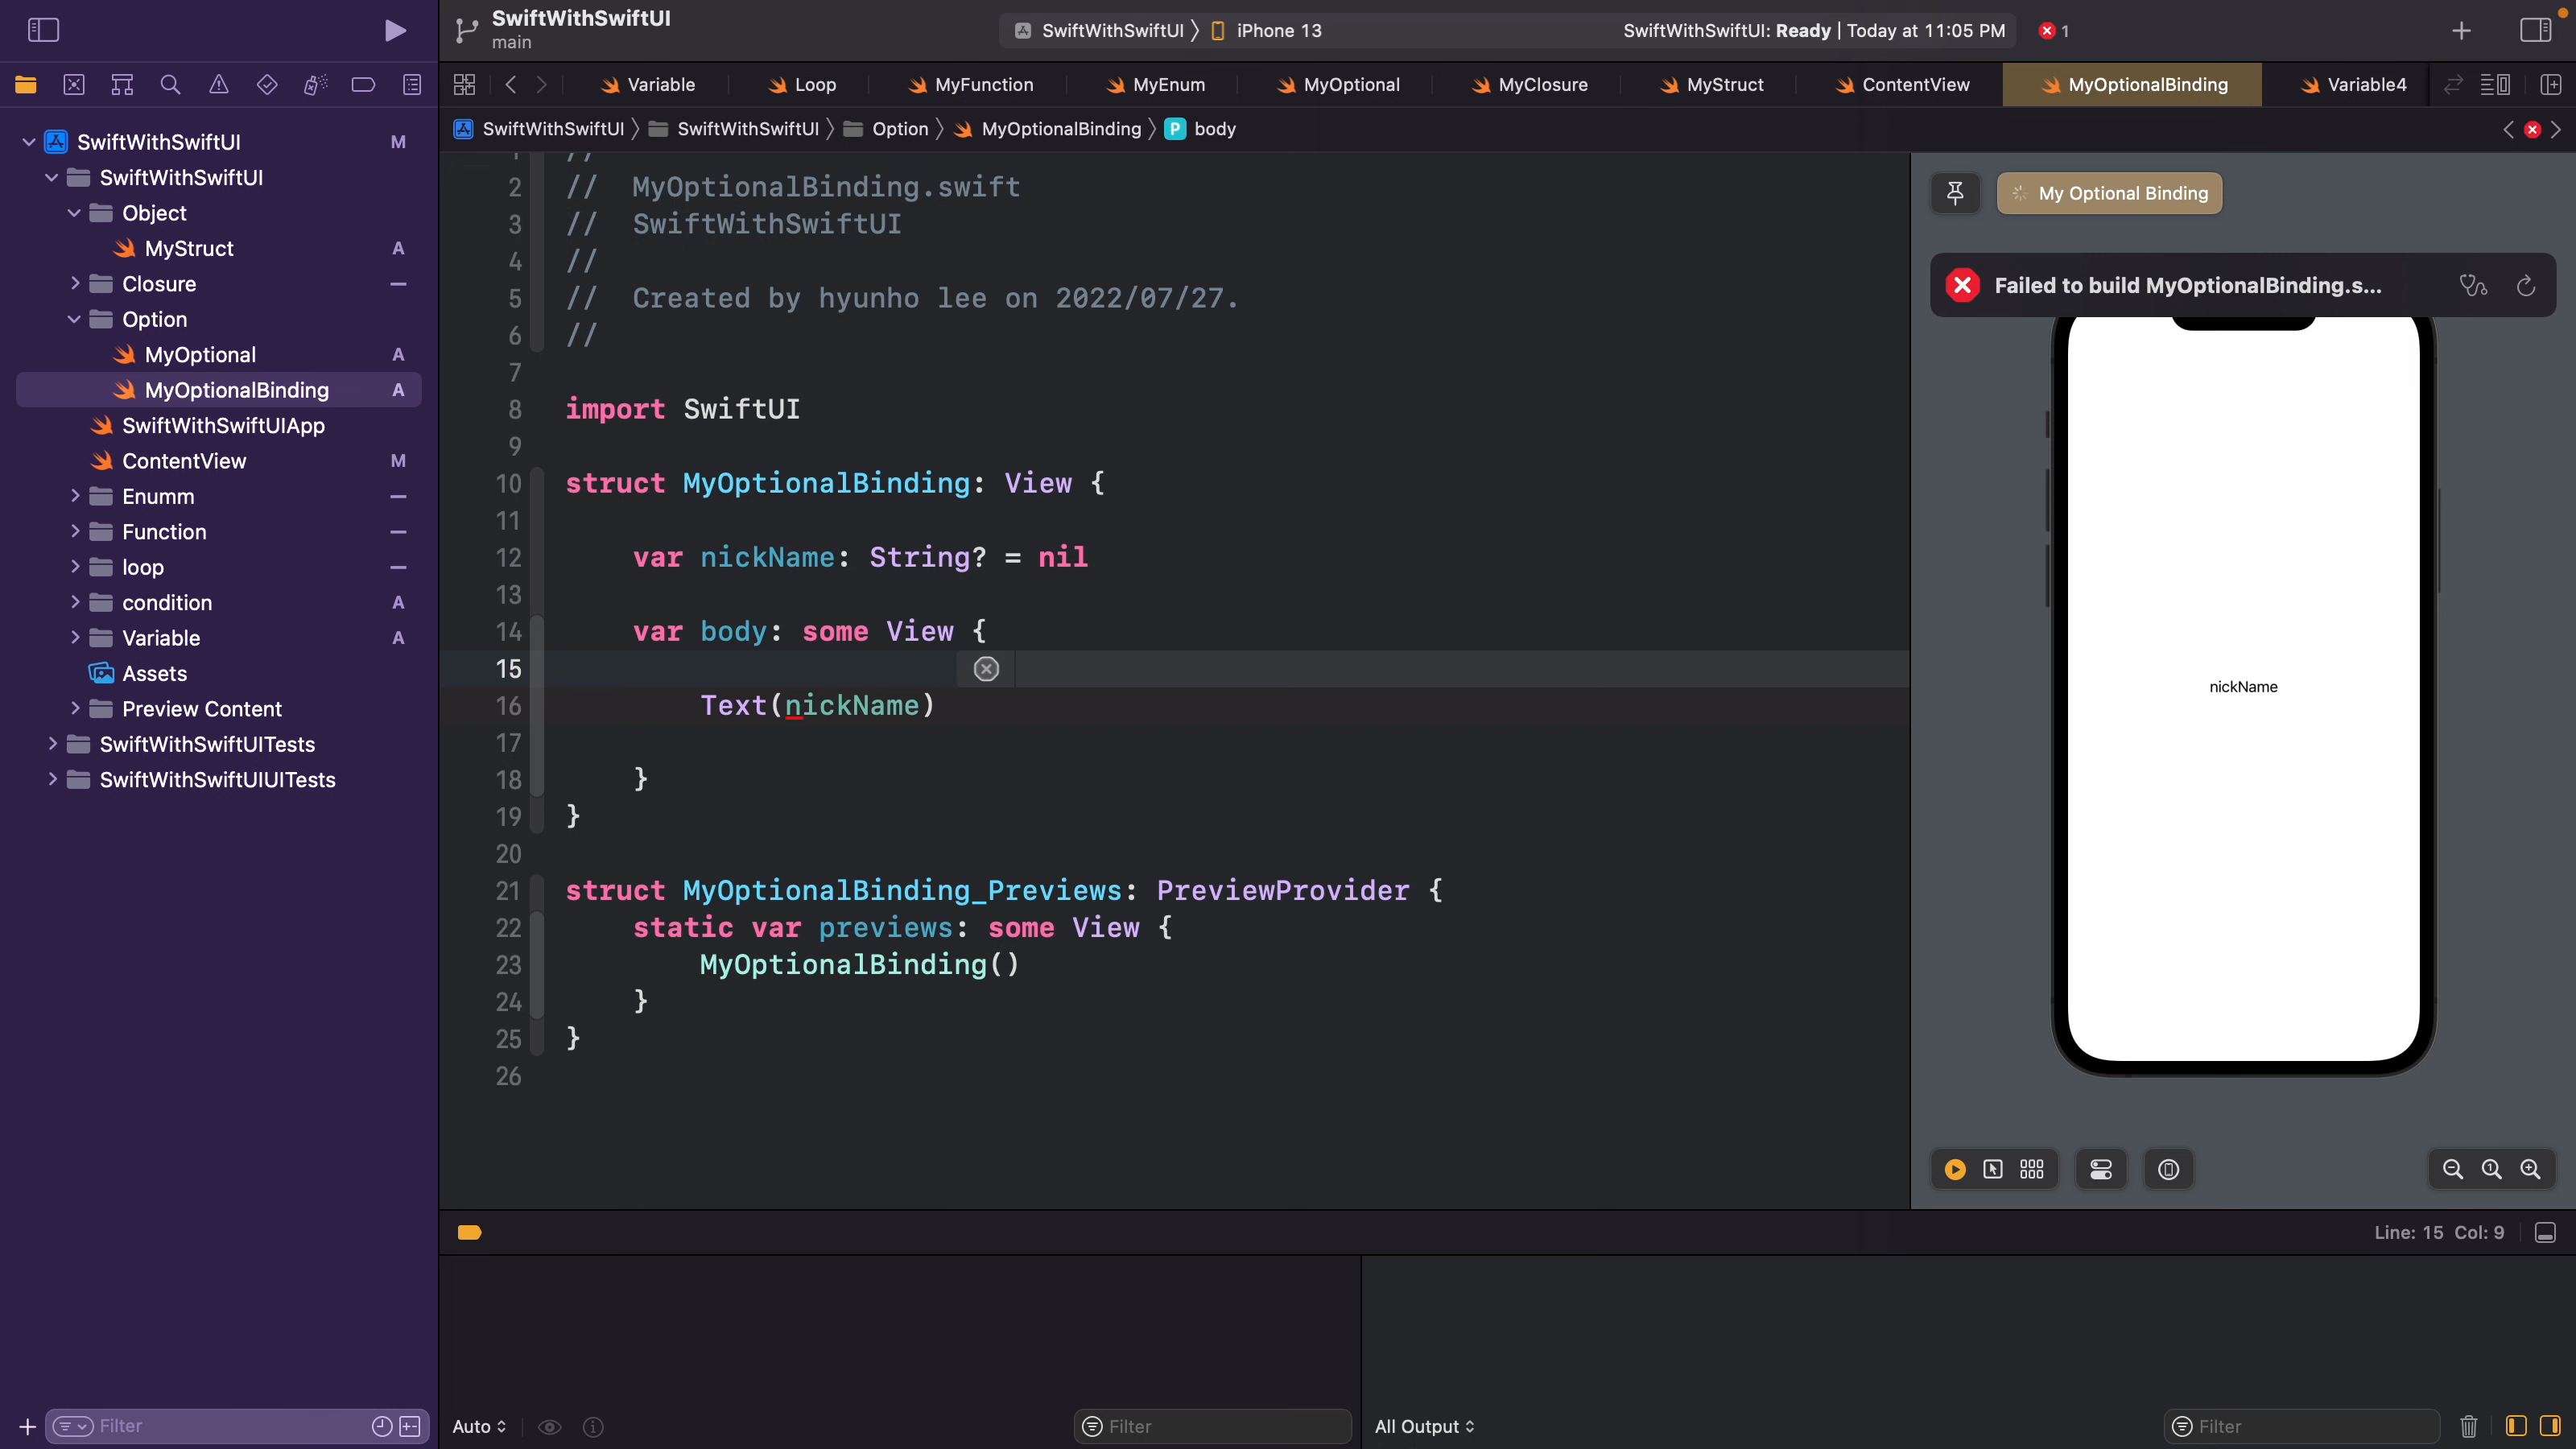 SwiftWithSwiftUI
main
SwiftWithSwiftUI 〉 iPhone 13
SwiftWithSwiftUI: Ready | Today at 11:05 PM
1
Variable
Loop
MyFunction
MyEnum
MyOptional
MyClosure
MyStruct
ContentView
MyOptionalBinding
Variable4
SwiftWithSwiftUI 〉 SwiftWithSwiftUI 〉 Option 〉 MyOptionalBinding 〉 P body
SwiftWithSwiftUI M
SwiftWithSwiftUI
Object
MyStruct A
Closure
Option
MyOptional A
MyOptionalBinding A
SwiftWithSwiftUIApp
ContentView M
Enumm
Function
loop
condition A
Variable A
Assets
Preview Content
SwiftWithSwiftUITests
SwiftWithSwiftUIUITests
Filter
1 //
2 //  MyOptionalBinding.swift
3 //  SwiftWithSwiftUI
4 //
5 //  Created by hyunho lee on 2022/07/27.
6 //
7
8 import SwiftUI
9
10 struct MyOptionalBinding: View {
11
12     var nickName: String? = nil
13
14     var body: some View {
15
16         Text(nickName)
17
18     }
19 }
20
21 struct MyOptionalBinding_Previews: PreviewProvider {
22     static var previews: some View {
23         MyOptionalBinding()
24     }
25 }
26
My Optional Binding
Failed to build MyOptionalBinding.s...
nickName
Line: 15 Col: 9
Auto
Filter
All Output
Filter